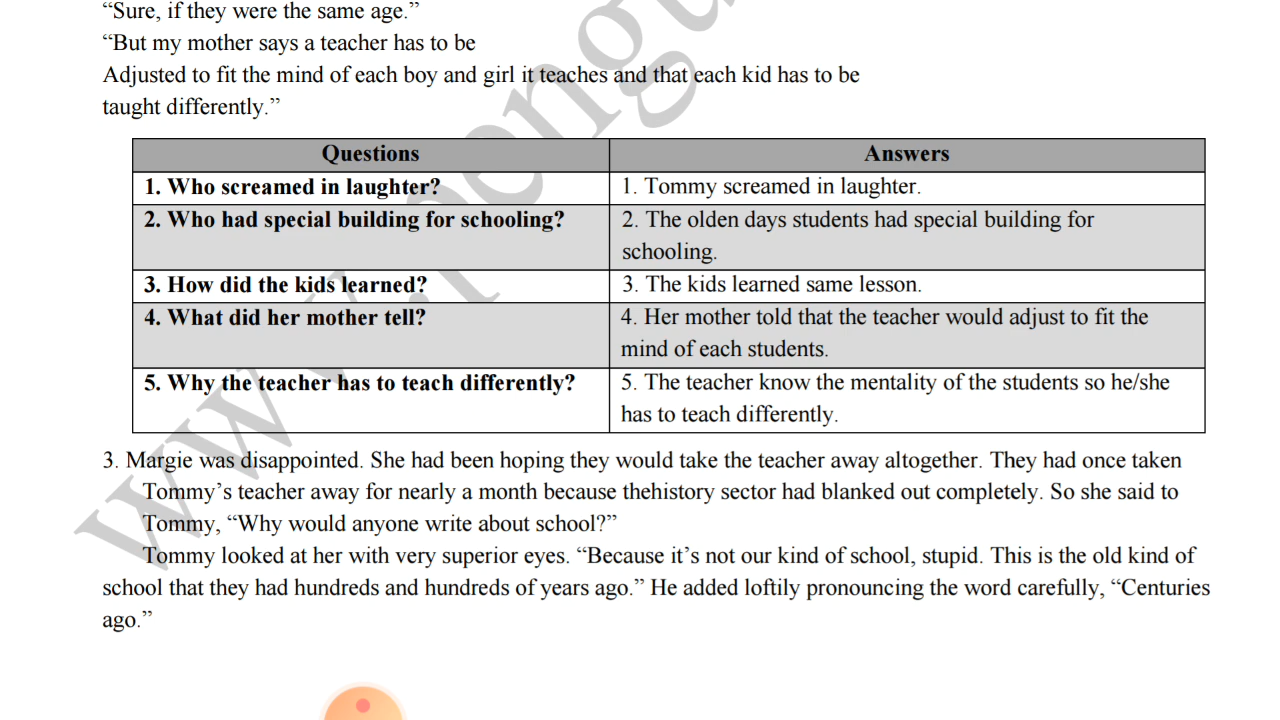 “Sure, if they were the same age.”
“But my mother says a teacher has to be
Adjusted to fit the mind of each boy and girl it teaches and that each kid has to be
taught differently.”
Questions
Answers
1. Who screamed in laughter?
1. Tommy screamed in laughter.
2. Who had special building for schooling?
2. The olden days students had special building for
schooling.
3. How did the kids learned?
3. The kids learned same lesson.
4. What did her mother tell?
4. Her mother told that the teacher would adjust to fit the
mind of each students.
5. Why the teacher has to teach differently?
5. The teacher know the mentality of the students so he/she
has to teach differently.
3. Margie was disappointed. She had been hoping they would take the teacher away altogether. They had once taken
Tommy’s teacher away for nearly a month because thehistory sector had blanked out completely. So she said to
Tommy, “Why would anyone write about school?”
Tommy looked at her with very superior eyes. “Because it’s not our kind of school, stupid. This is the old kind of
school that they had hundreds and hundreds of years ago.” He added loftily pronouncing the word carefully, “Centuries
ago.”